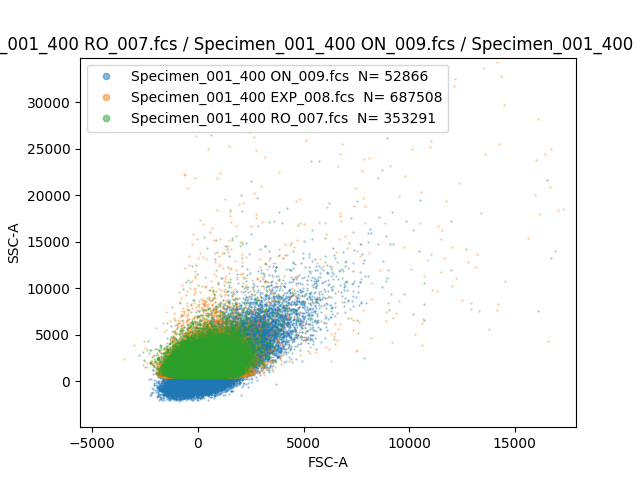 _001_400 RO_007.fcs / Specimen_001_400 ON_009.fcs / Specimen_001_400
Specimen_001_400 ON_009.fcs N= 52866
Specimen_001_400 EXP_008.fcs N= 687508
Specimen_001_400 RO_007.fcs N= 353291
SSC-A
30000
25000
20000
15000
10000
5000
0
−5000
0
5000
10000
15000
FSC-A